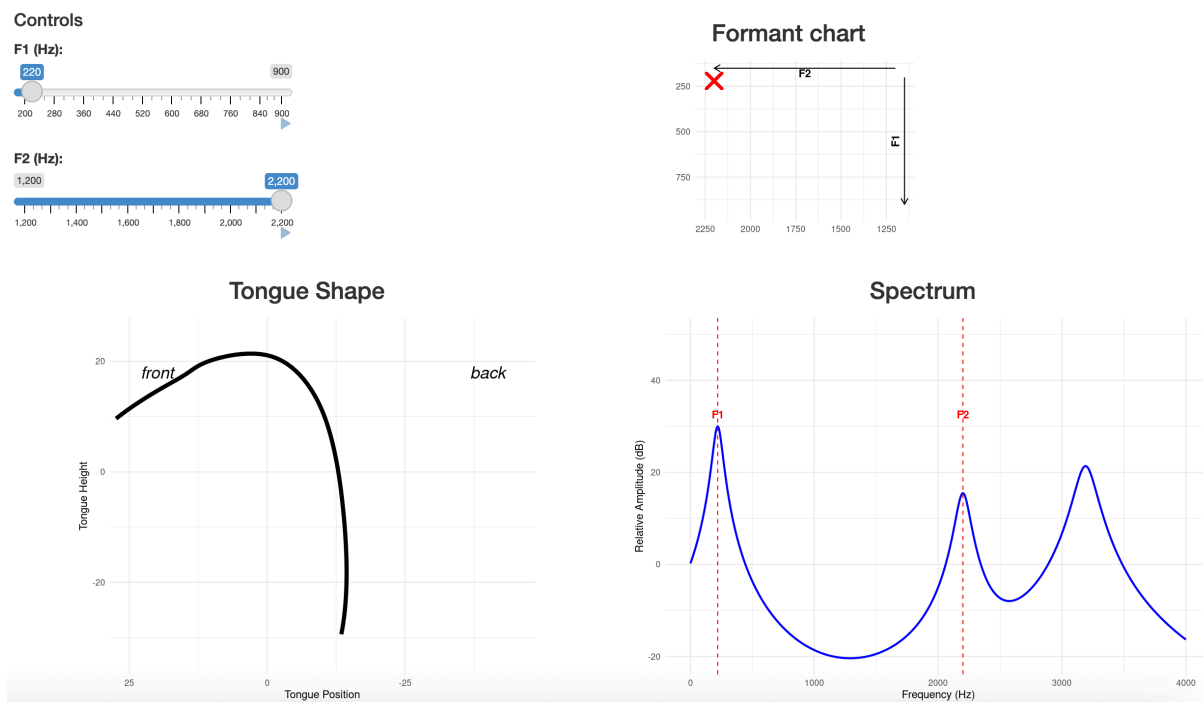 Controls
F1 (Hz):
220 900
200 280 360 440 520 600 680 760 840 900
F2 (Hz):
1,200 2,200
1,200 1,400 1,600 1,800 2,000 2,200
Formant chart
F2
250
500
F1
750
2250 2000 1750 1500 1250
Tongue Shape
20
front back
0
Tongue Height
-20
25 0 -25
Tongue Position
Spectrum
40
F1 F2
20
Relative Amplitude (dB)
0
-20
0 1000 2000 3000 4000
Frequency (Hz)